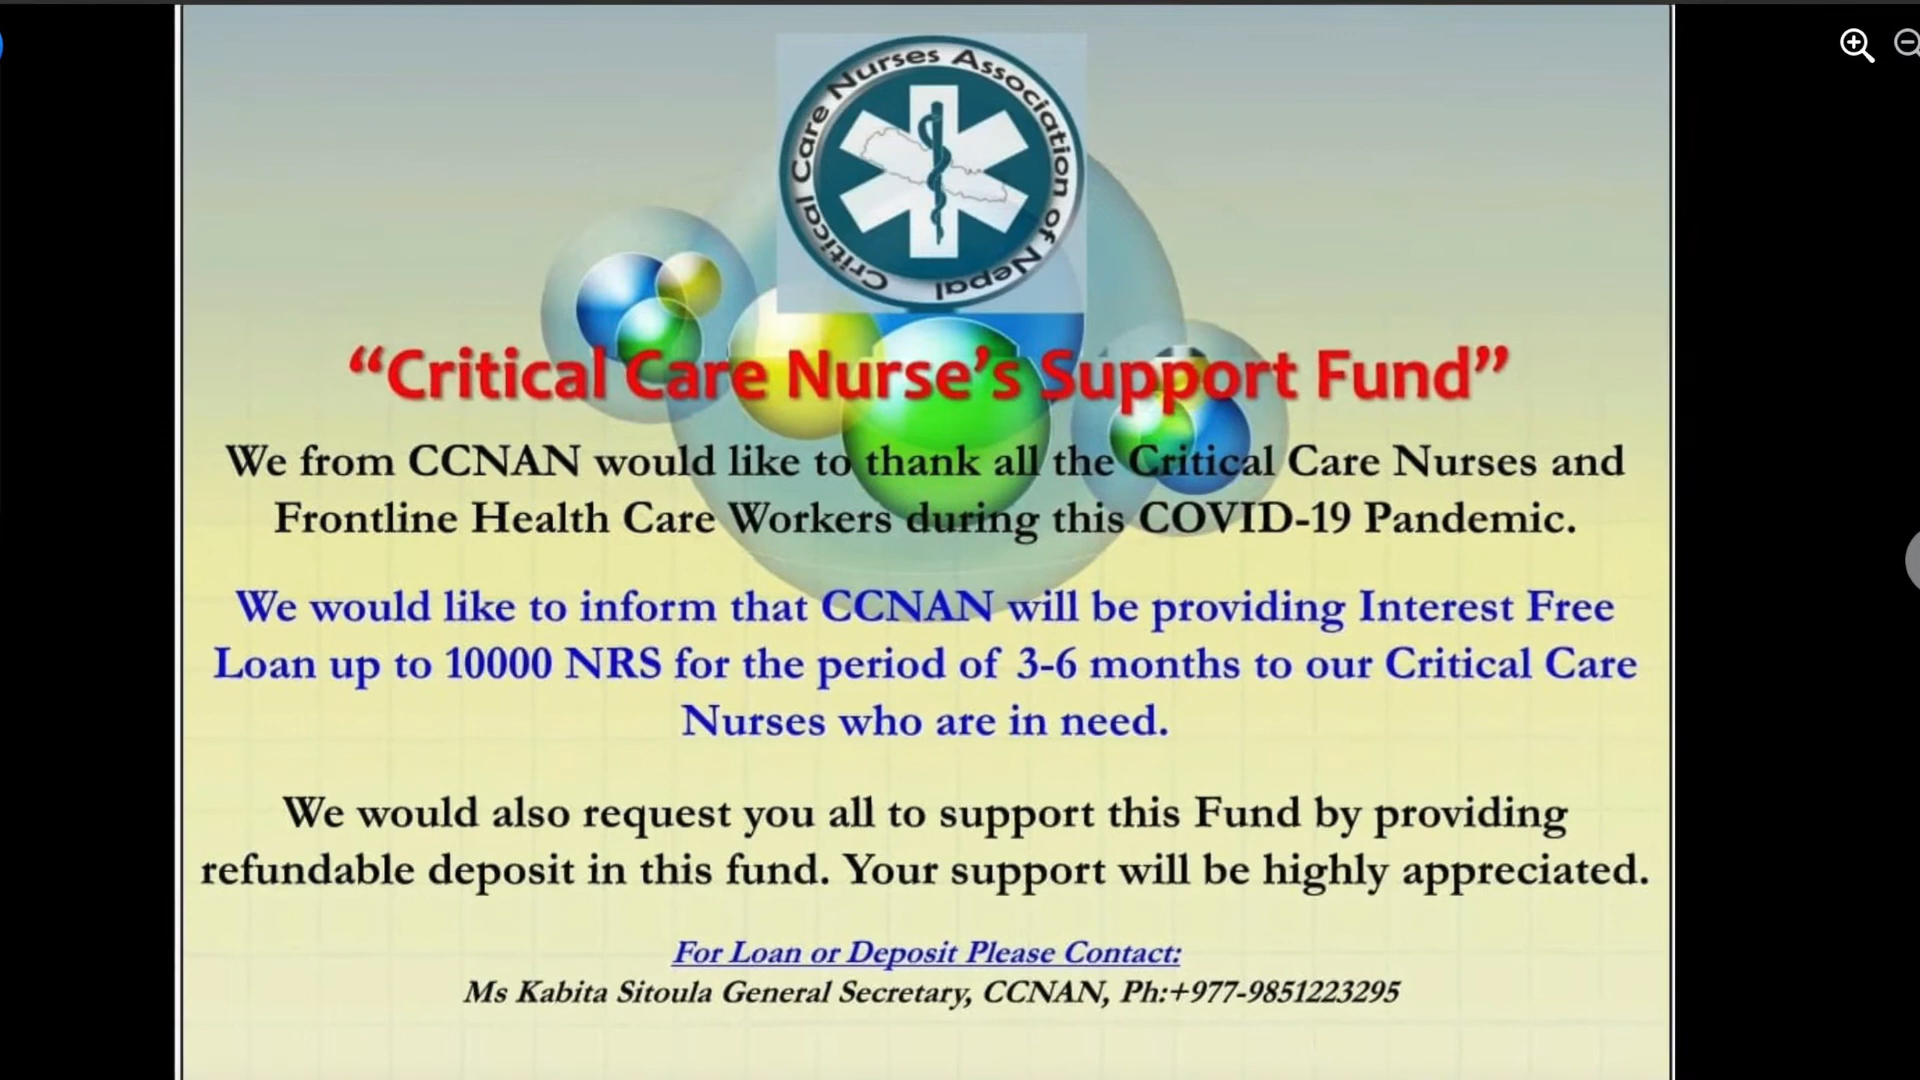 Critical Care Nurses Association of Nepal
“Critical Care Nurse’s Support Fund”
We from CCNAN would like to thank all the Critical Care Nurses and
Frontline Health Care Workers during this COVID-19 Pandemic.
We would like to inform that CCNAN will be providing Interest Free
Loan up to 10000 NRS for the period of 3-6 months to our Critical Care
Nurses who are in need.
We would also request you all to support this Fund by providing
refundable deposit in this fund. Your support will be highly appreciated.
For Loan or Deposit Please Contact:
Ms Kabita Sitoula General Secretary, CCNAN, Ph:+977-9851223295